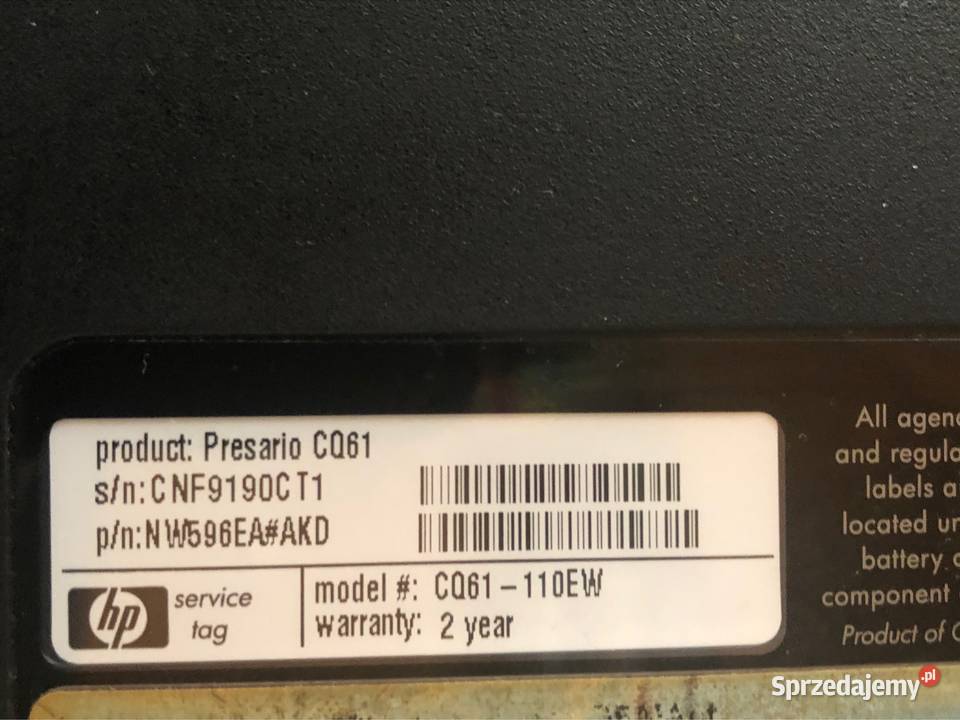 product: Presario CQ61
s/n:CNF9190CT1
p/n:NW596EA#AKD
hp service
tag
model #: CQ61-110EW
warranty: 2 year
All agen
and regula
labels a
located un
battery
component
Product of
Sprzedajemy.pl